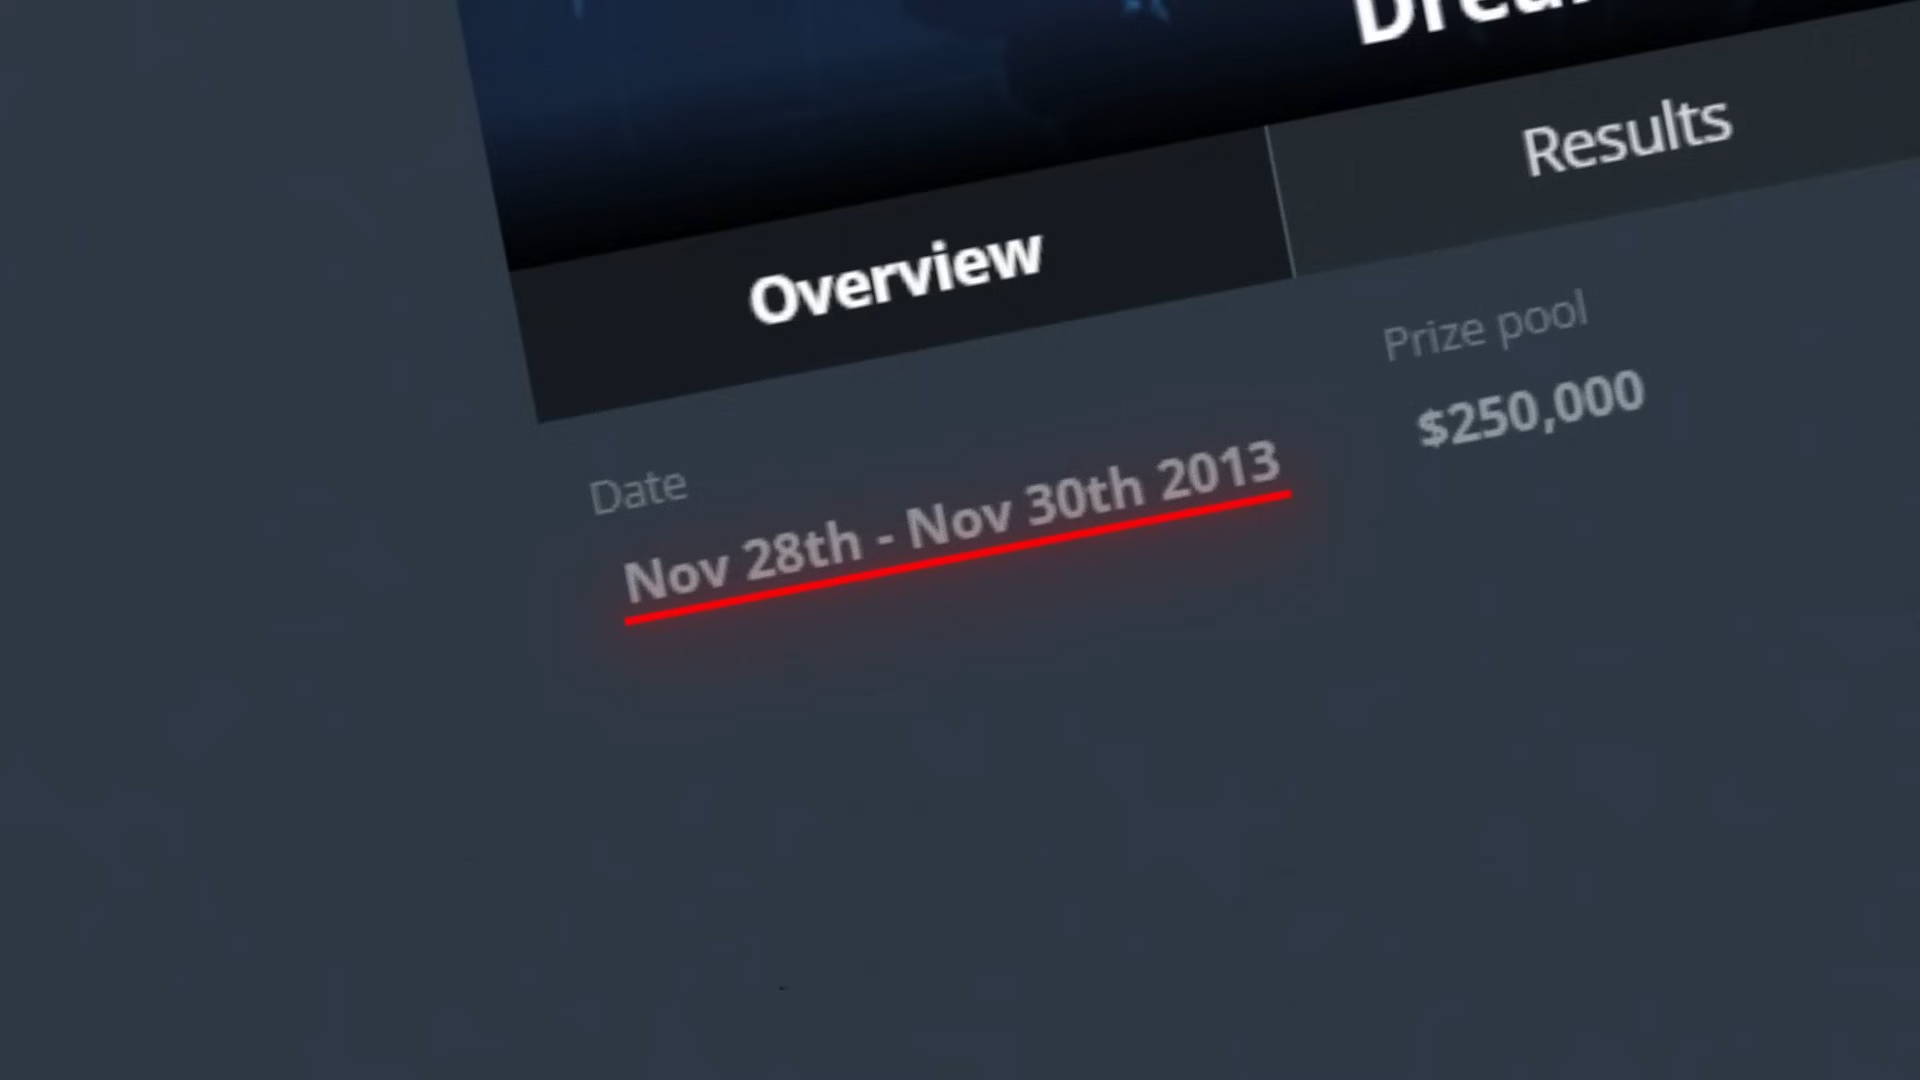 Overview
Results
Date
Nov 28th - Nov 30th 2013
Prize pool
$250,000